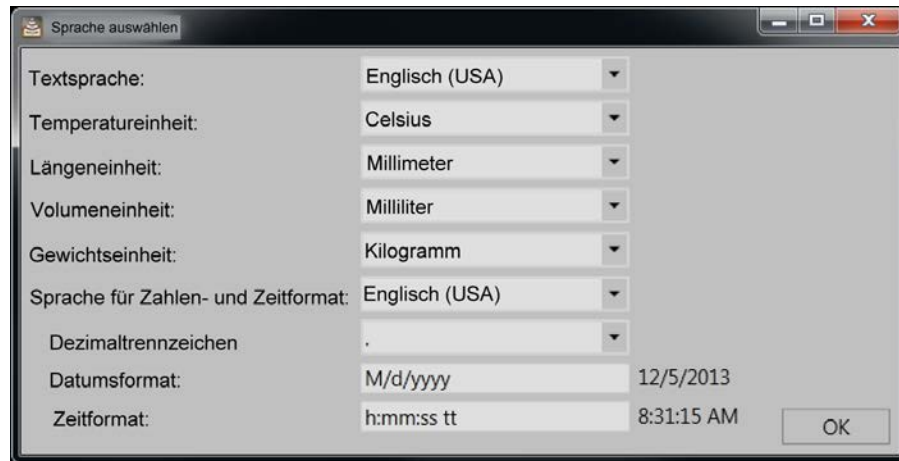 Sprache auswählen
Textsprache: Englisch (USA)
Temperatureinheit: Celsius
Längeneinheit: Millimeter
Volumeneinheit: Milliliter
Gewichtseinheit: Kilogramm
Sprache für Zahlen- und Zeitformat: Englisch (USA)
Dezimaltrennzeichen .
Datumsformat: M/d/yyyy 12/5/2013
Zeitformat: h:mm:ss tt 8:31:15 AM
OK